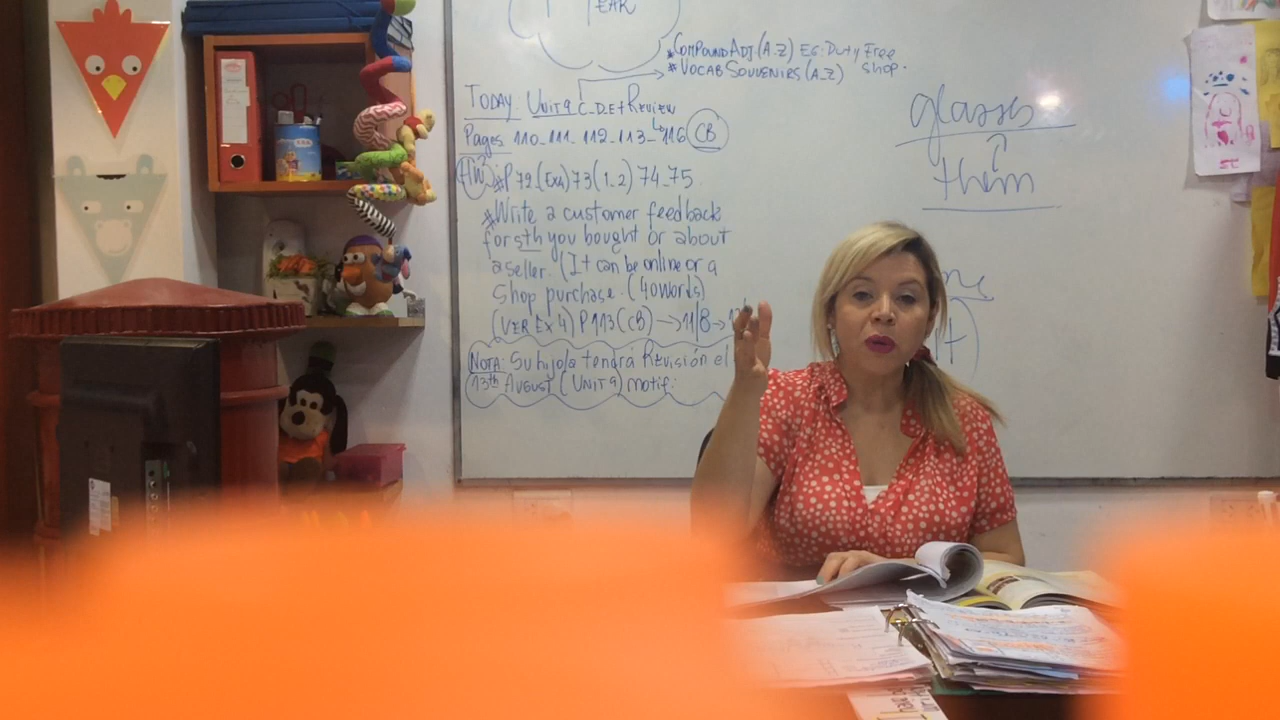 EAR
* COMPOUND ADJ (A-Z) EG: Duty Free
* VOCAB SOUVENIRS (A-Z) shop.
TODAY: UNIT 9 C-D-E+ REVIEW
Pages: 110-111-112-113-116 (CB)
HW * P 72 (EX4) 73 (1-2) 74-75.
* Write a customer feedback
for sth you bought or about
a seller. (It can be online or a
shop purchase. (40 words)
(VER EX 4) P 113 (CB) → 11/8 →
NOTA: Su hijo/a tendrá REVISIÓN el
13th AUGUST (UNIT 9) motif:
glasses
them